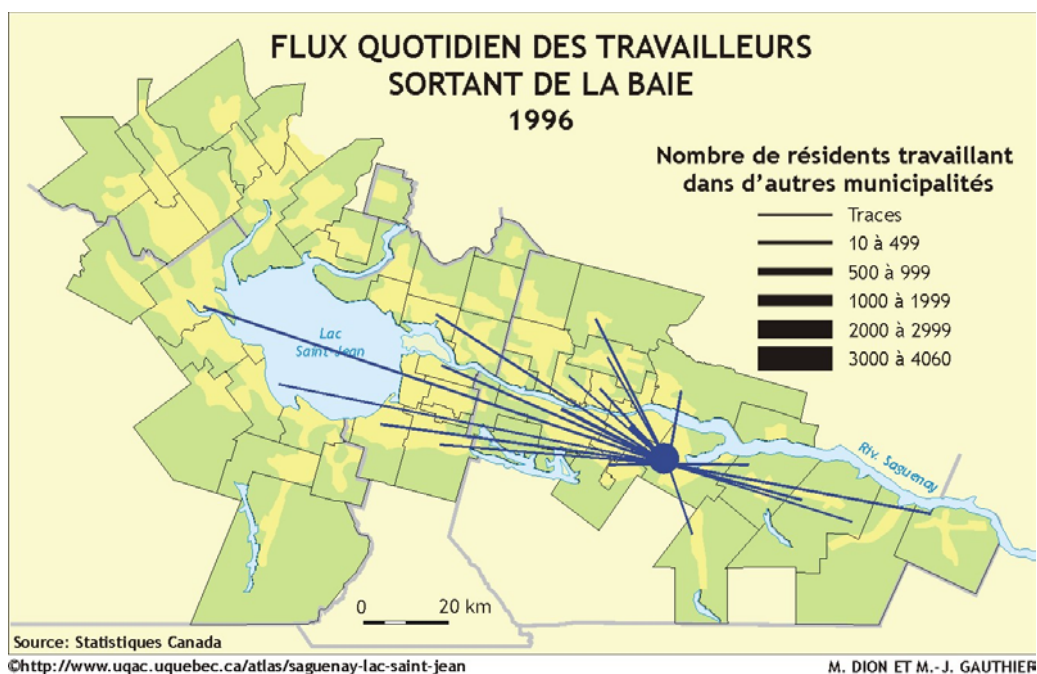 FLUX QUOTIDIEN DES TRAVAILLEURS
SORTANT DE LA BAIE
1996
Nombre de résidents travaillant
dans d'autres municipalités
Traces
10 à 499
500 à 999
1000 à 1999
2000 à 2999
3000 à 4060
Lac
Saint-Jean
Riv. Saguenay
0 20 km
Source: Statistiques Canada
©http://www.uqac.uquebec.ca/atlas/saguenay-lac-saint-jean
M. DION ET M.-J. GAUTHIER